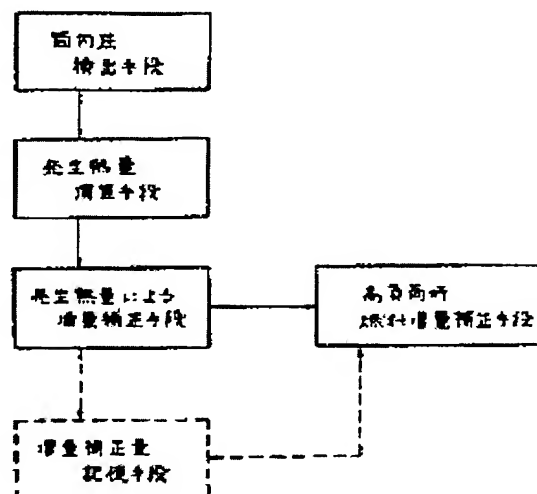 筒内圧
検出手段
発生熱量
演算手段
発生熱量による
増量補正手段
高負荷時
燃料増量補正手段
増量補正量
記憶手段